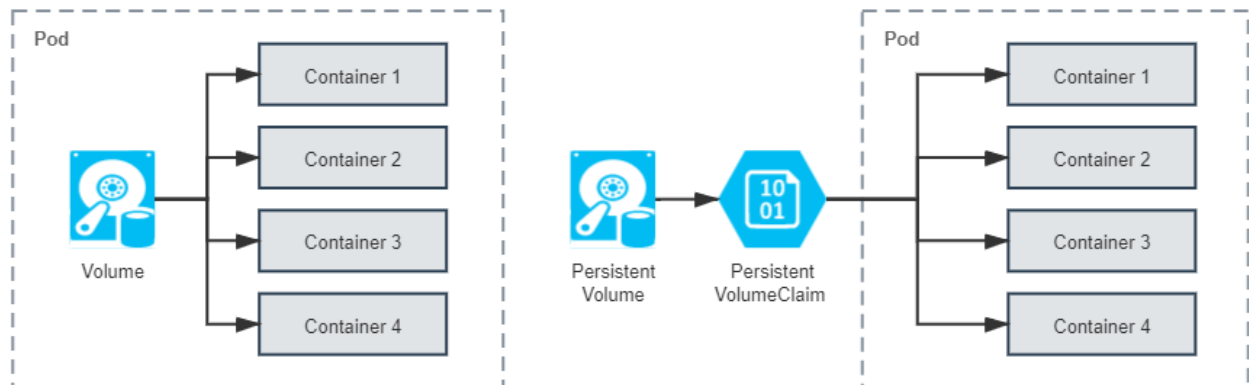 Pod
Container 1
Container 2
Container 3
Container 4
Volume
Persistent
Volume
10
01
Persistent
VolumeClaim
Pod
Container 1
Container 2
Container 3
Container 4